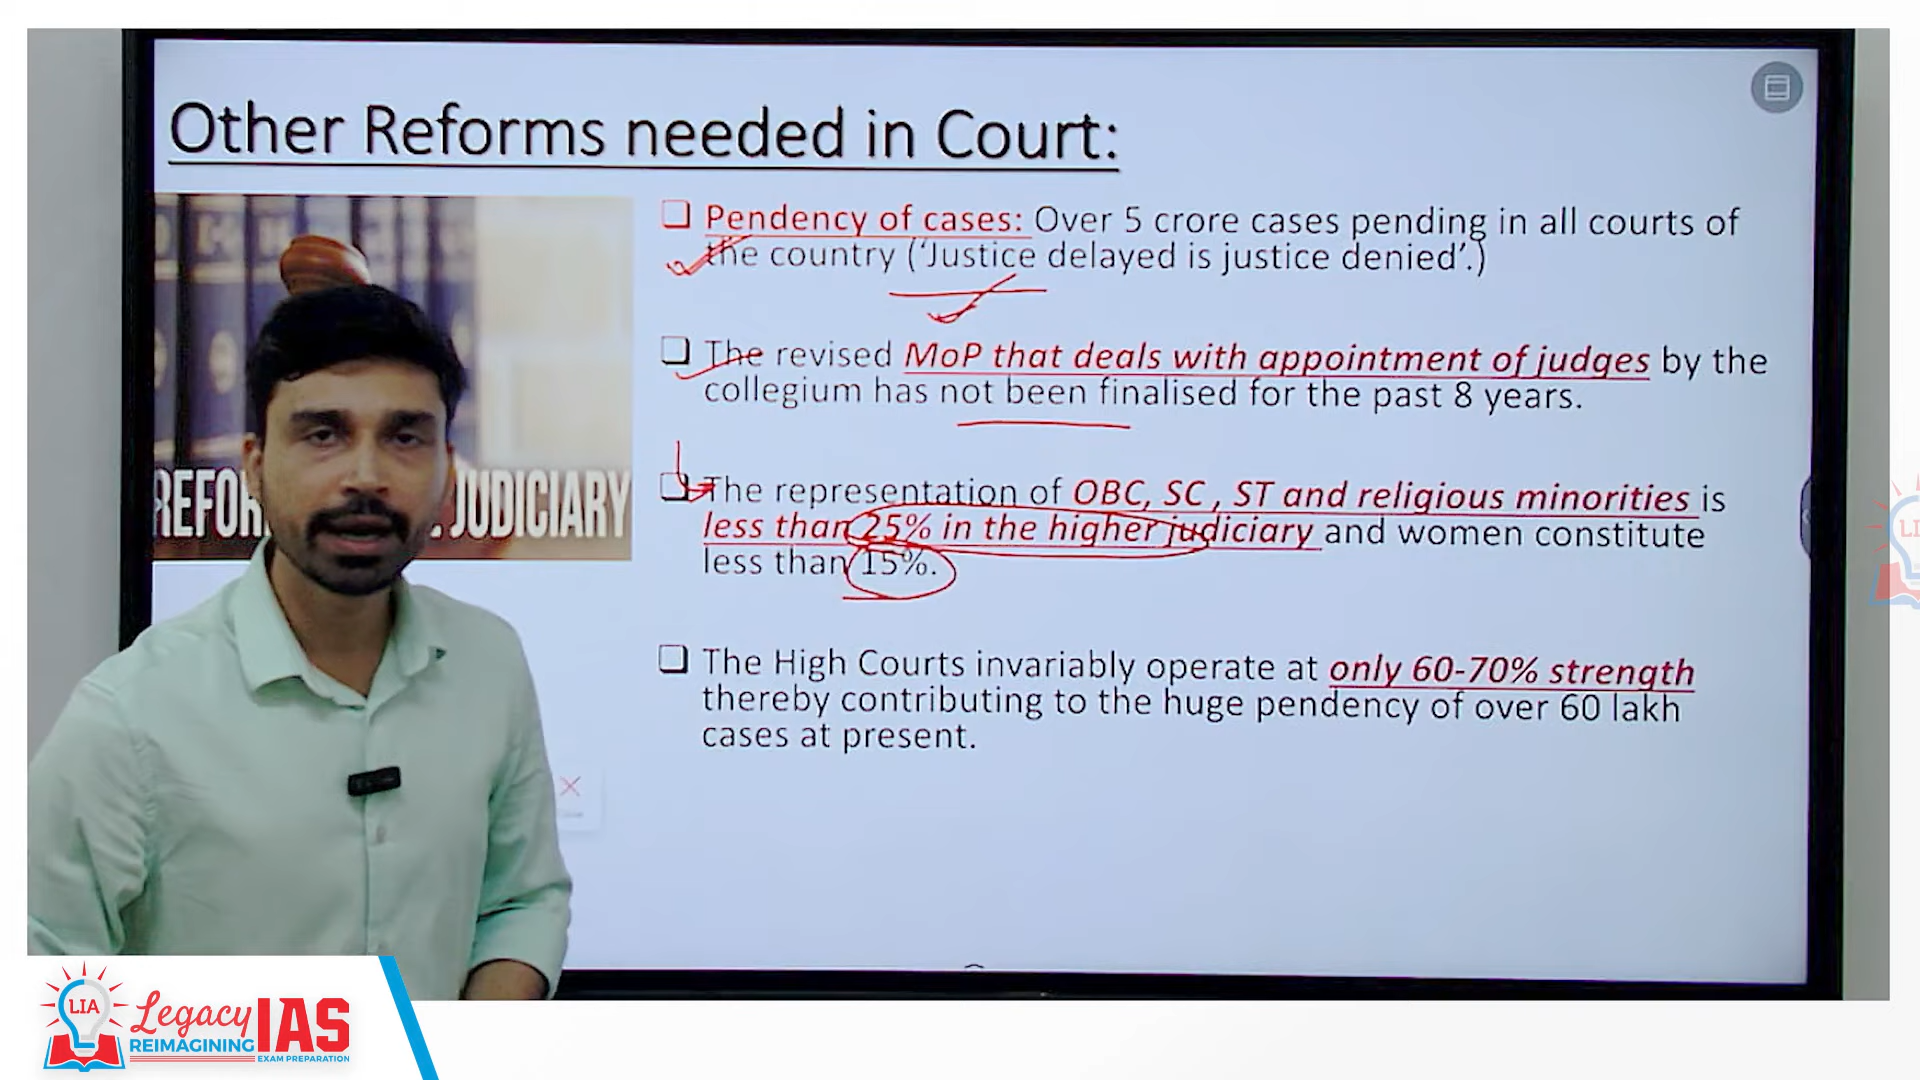 Other Reforms needed in Court:
Pendency of cases: Over 5 crore cases pending in all courts of
the country ('Justice delayed is justice denied'.)
The revised MoP that deals with appointment of judges by the
collegium has not been finalised for the past 8 years.
The representation of OBC, SC , ST and religious minorities is
less than 25% in the higher judiciary and women constitute
less than 15%.
The High Courts invariably operate at only 60-70% strength
thereby contributing to the huge pendency of over 60 lakh
cases at present.
JUDICIARY
LIA
Legacy IAS
REIMAGINING
EXAM PREPARATION